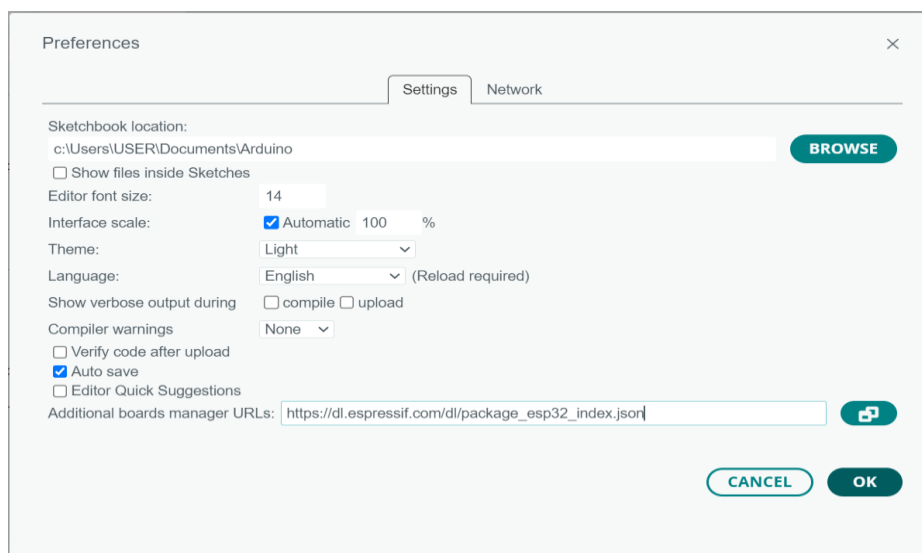 Preferences
Settings Network
Sketchbook location:
c:\Users\USER\Documents\Arduino BROWSE
Show files inside Sketches
Editor font size: 14
Interface scale: Automatic 100 %
Theme: Light
Language: English (Reload required)
Show verbose output during compile upload
Compiler warnings None
Verify code after upload
Auto save
Editor Quick Suggestions
Additional boards manager URLs: https://dl.espressif.com/dl/package_esp32_index.json
CANCEL OK